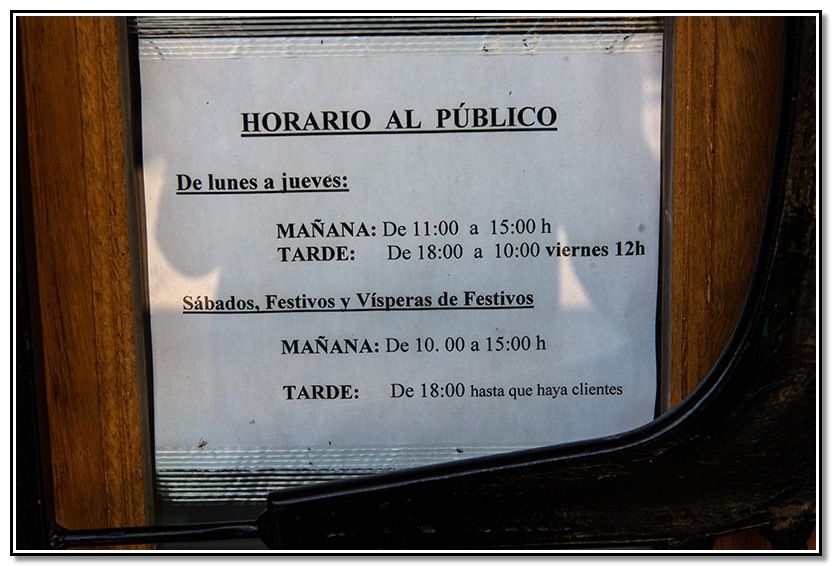 HORARIO AL PÚBLICO
De lunes a jueves:
MAÑANA: De 11:00 a 15:00 h
TARDE: De 18:00 a 10:00 viernes 12h
Sábados, Festivos y Vísperas de Festivos
MAÑANA: De 10. 00 a 15:00 h
TARDE: De 18:00 hasta que haya clientes